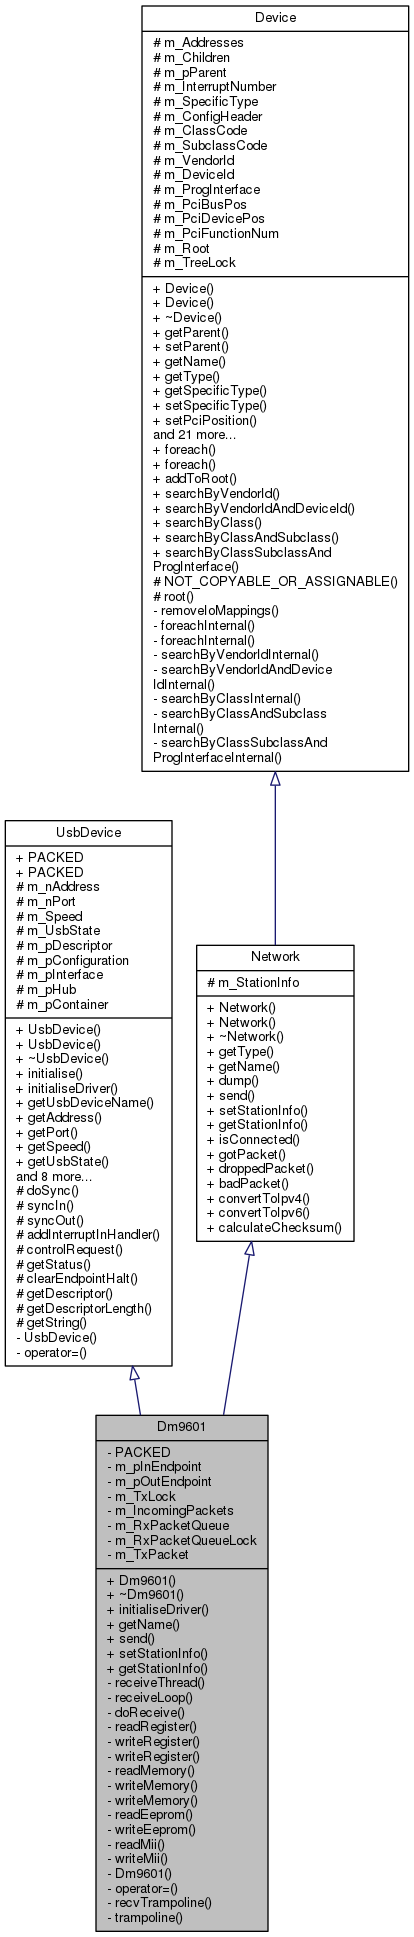 Device
# m_Addresses
# m_Children
# m_pParent
# m_InterruptNumber
# m_SpecificType
# m_ConfigHeader
# m_ClassCode
# m_SubclassCode
# m_VendorId
# m_DeviceId
# m_ProgInterface
# m_PciBusPos
# m_PciDevicePos
# m_PciFunctionNum
# m_Root
# m_TreeLock
+ Device()
+ Device()
+ ~Device()
+ getParent()
+ setParent()
+ getName()
+ getType()
+ getSpecificType()
+ setSpecificType()
+ setPciPosition()
and 21 more...
+ foreach()
+ foreach()
+ addToRoot()
+ searchByVendorId()
+ searchByVendorIdAndDeviceId()
+ searchByClass()
+ searchByClassAndSubclass()
+ searchByClassSubclassAnd
ProgInterface()
# NOT_COPYABLE_OR_ASSIGNABLE()
# root()
- removeIoMappings()
- foreachInternal()
- foreachInternal()
- searchByVendorIdInternal()
- searchByVendorIdAndDevice
IdInternal()
- searchByClassInternal()
- searchByClassAndSubclass
Internal()
- searchByClassSubclassAnd
ProgInterfaceInternal()
UsbDevice
+ PACKED
+ PACKED
# m_nAddress
# m_nPort
# m_Speed
# m_UsbState
# m_pDescriptor
# m_pConfiguration
# m_pInterface
# m_pHub
# m_pContainer
+ UsbDevice()
+ UsbDevice()
+ ~UsbDevice()
+ initialise()
+ initialiseDriver()
+ getUsbDeviceName()
+ getAddress()
+ getPort()
+ getSpeed()
+ getUsbState()
and 8 more...
# doSync()
# syncIn()
# syncOut()
# addInterruptInHandler()
# controlRequest()
# getStatus()
# clearEndpointHalt()
# getDescriptor()
# getDescriptorLength()
# getString()
- UsbDevice()
- operator=()
Network
# m_StationInfo
+ Network()
+ Network()
+ ~Network()
+ getType()
+ getName()
+ dump()
+ send()
+ setStationInfo()
+ getStationInfo()
+ isConnected()
+ gotPacket()
+ droppedPacket()
+ badPacket()
+ convertToIpv4()
+ convertToIpv6()
+ calculateChecksum()
Dm9601
- PACKED
- m_pInEndpoint
- m_pOutEndpoint
- m_TxLock
- m_IncomingPackets
- m_RxPacketQueue
- m_RxPacketQueueLock
- m_TxPacket
+ Dm9601()
+ ~Dm9601()
+ initialiseDriver()
+ getName()
+ send()
+ setStationInfo()
+ getStationInfo()
- receiveThread()
- receiveLoop()
- doReceive()
- readRegister()
- writeRegister()
- writeRegister()
- readMemory()
- writeMemory()
- writeMemory()
- readEeprom()
- writeEeprom()
- readMii()
- writeMii()
- Dm9601()
- operator=()
- recvTrampoline()
- trampoline()